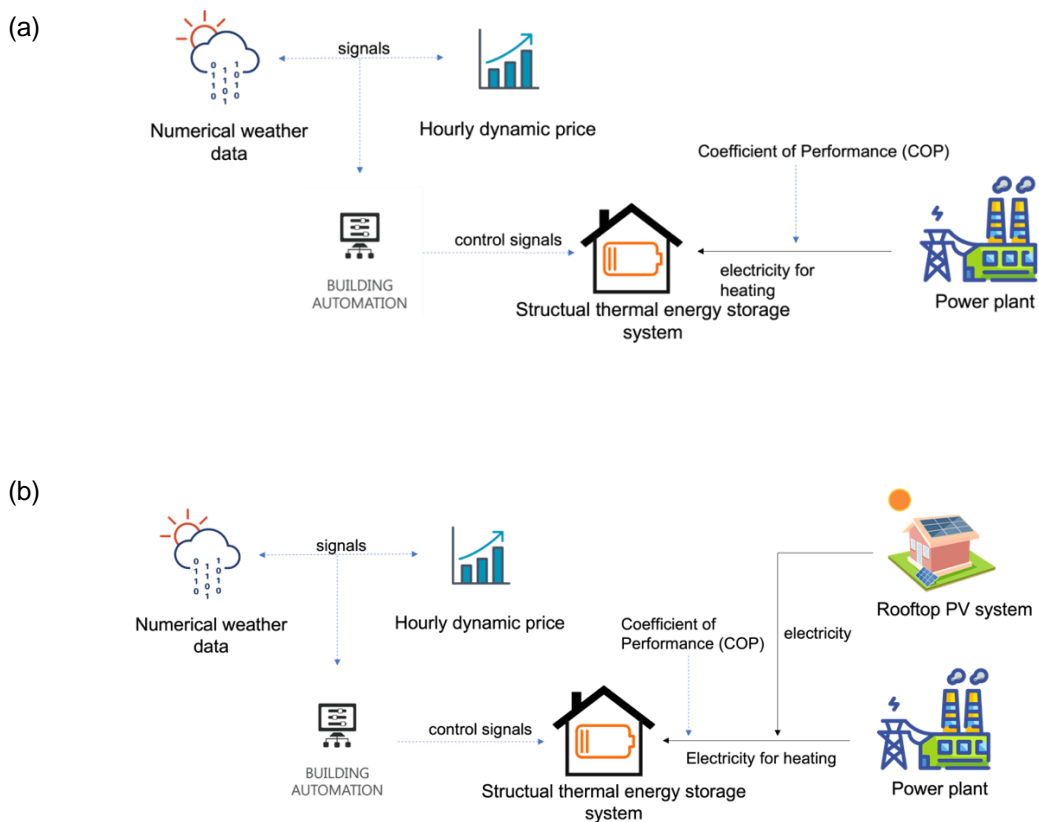 (a)
signals
Numerical weather
data
Hourly dynamic price
Coefficient of Performance (COP)
BUILDING
AUTOMATION
control signals
electricity for
heating
Structual thermal energy storage
system
Power plant
(b)
signals
Numerical weather
data
Hourly dynamic price
Rooftop PV system
Coefficient of
Performance (COP)
electricity
BUILDING
AUTOMATION
control signals
Electricity for heating
Structual thermal energy storage
system
Power plant